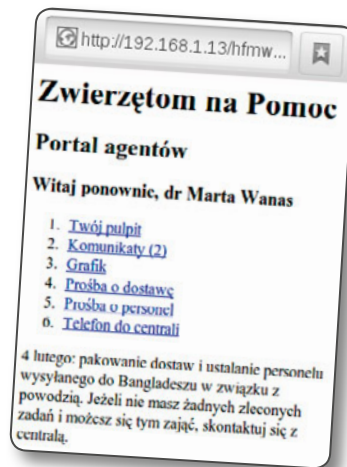 http://192.168.1.13/hfmw...
Zwierzętom na Pomoc
Portal agentów
Witaj ponownie, dr Marta Wanas
1. Twój pulpit
2. Komunikaty (2)
3. Grafik
4. Prośba o dostawę
5. Prośba o personel
6. Telefon do centrali
4 lutego: pakowanie dostaw i ustalanie personelu
wysyłanego do Bangladeszu w związku z
powodzią. Jeżeli nie masz żadnych zleconych
zadań i możesz się tym zająć, skontaktuj się z
centralą.